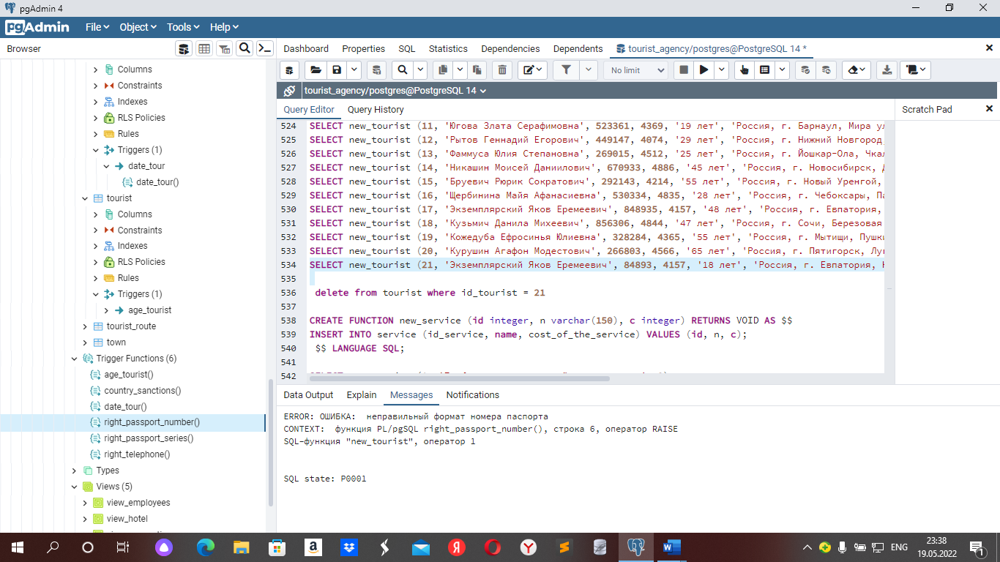 pgAdmin 4
pgAdmin File Object Tools Help
Browser
Dashboard Properties SQL Statistics Dependencies Dependents tourist_agency/postgres@PostgreSQL 14 *
No limit
tourist_agency/postgres@PostgreSQL 14
Query Editor Query History
Scratch Pad
Columns
Constraints
Indexes
RLS Policies
Rules
Triggers (1)
date_tour
date_tour()
tourist
Columns
Constraints
Indexes
RLS Policies
Rules
Triggers (1)
age_tourist
tourist_route
town
Trigger Functions (6)
age_tourist()
country_sanctions()
date_tour()
right_passport_number()
right_passport_series()
right_telephone()
Types
Views (5)
view_employees
view_hotel
524 SELECT new_tourist (11, 'Югова Злата Серафимовна', 523361, 4369, '19 лет', 'Россия, г. Барнаул, Мира
525 SELECT new_tourist (12, 'Рытов Геннадий Егорович', 449147, 4074, '29 лет', 'Россия, г. Нижний Новгород
526 SELECT new_tourist (13, 'Фаммуса Юлия Степановна', 269015, 4512, '25 лет', 'Россия, г. Йошкар-Ола,
527 SELECT new_tourist (14, 'Никашин Моисей Даниилович', 670933, 4886, '45 лет', 'Россия, г. Новосибирск,
528 SELECT new_tourist (15, 'Бруевич Рюрик Сократович', 292143, 4214, '55 лет', 'Россия, г. Новый Уренгой,
529 SELECT new_tourist (16, 'Щербинина Майя Афанасиевна', 530334, 4835, '28 лет', 'Россия, г. Чебоксары,
530 SELECT new_tourist (17, 'Экземплярский Яков Еремеевич', 848935, 4157, '48 лет', 'Россия, г. Евпатория,
531 SELECT new_tourist (18, 'Кузьмич Данила Михеевич', 856306, 4844, '47 лет', 'Россия, г. Сочи, Березовая
532 SELECT new_tourist (19, 'Кожедуба Ефросинья Юлиевна', 328284, 4365, '55 лет', 'Россия, г. Мытищи,
533 SELECT new_tourist (20, 'Курушин Агафон Модестович', 266803, 4566, '65 лет', 'Россия, г. Пятигорск,
534 SELECT new_tourist (21, 'Экземплярский Яков Еремеевич', 84893, 4157, '18 лет', 'Россия, г. Евпатория,
535
536 delete from tourist where id_tourist = 21
537
538 CREATE FUNCTION new_service (id integer, n varchar(150), c integer) RETURNS VOID AS $$
539 INSERT INTO service (id_service, name, cost_of_the_service) VALUES (id, n, c);
540 $$ LANGUAGE SQL;
541
542
Data Output Explain Messages Notifications
ERROR: ОШИБКА: неправильный формат номера паспорта
CONTEXT: функция PL/pgSQL right_passport_number(), строка 6, оператор RAISE
SQL-функция "new_tourist", оператор 1
SQL state: P0001
ENG
23:38
19.05.2022
1